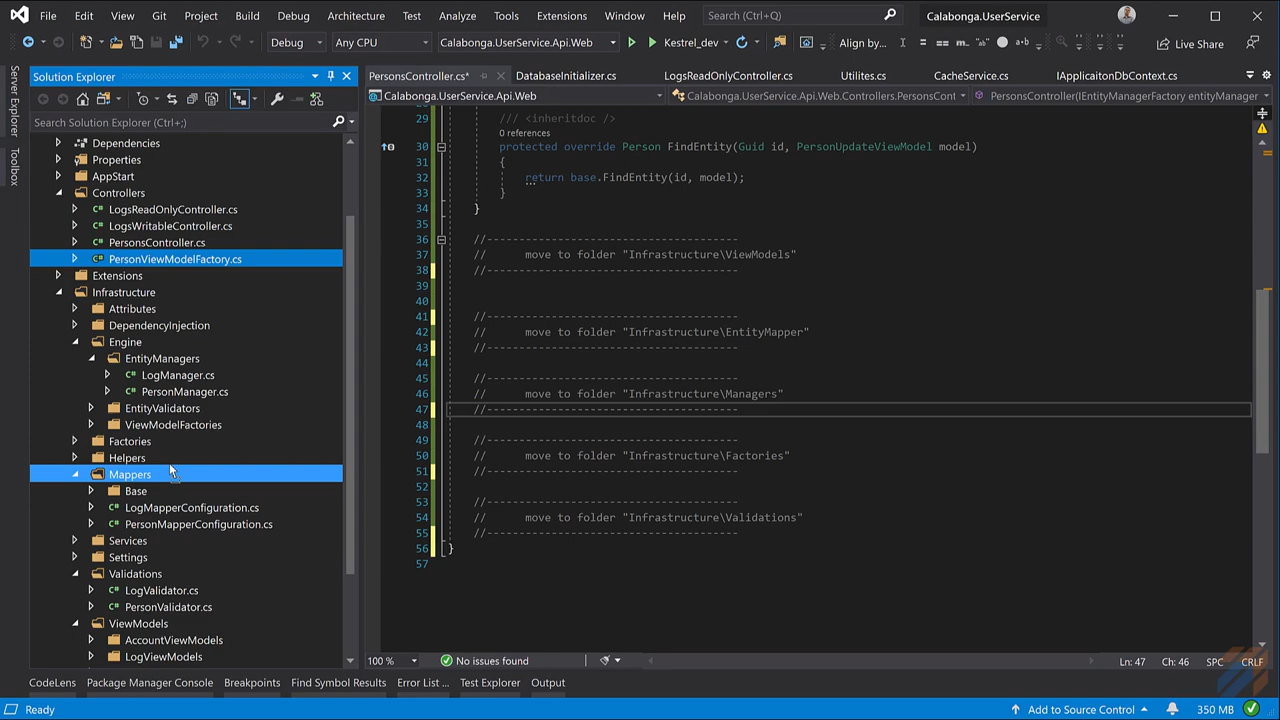 File Edit View Git Project Build Debug Architecture Test Analyze Tools Extensions Window Help Search (Ctrl+Q) Calabonga.UserService
Debug Any CPU Calabonga.UserService.Api.Web Kestrel_dev Align by... Live Share
Server Explorer
Toolbox
Solution Explorer
Search Solution Explorer (Ctrl+;)
Dependencies
Properties
AppStart
Controllers
LogsReadOnlyController.cs
LogsWritableController.cs
PersonsController.cs
PersonViewModelFactory.cs
Extensions
Infrastructure
Attributes
DependencyInjection
Engine
EntityManagers
LogManager.cs
PersonManager.cs
EntityValidators
ViewModelFactories
Factories
Helpers
Mappers
Base
LogMapperConfiguration.cs
PersonMapperConfiguration.cs
Services
Settings
Validations
LogValidator.cs
PersonValidator.cs
ViewModels
AccountViewModels
LogViewModels
PersonsController.cs* DatabaseInitializer.cs LogsReadOnlyController.cs Utilites.cs CacheService.cs IApplicaitonDbContext.cs
Calabonga.UserService.Api.Web Calabonga.UserService.Api.Web.Controllers.PersonsCont PersonsController(IEntityManagerFactory entityManager
29 /// <inheritdoc />
0 references
30 protected override Person FindEntity(Guid id, PersonUpdateViewModel model)
31 {
32 return base.FindEntity(id, model);
33 }
34 }
35
36 //---------------------------------------
37 // move to folder "Infrastructure\ViewModels"
38 //---------------------------------------
39
40
41 //---------------------------------------
42 // move to folder "Infrastructure\EntityMapper"
43 //---------------------------------------
44
45 //---------------------------------------
46 // move to folder "Infrastructure\Managers"
47 //---------------------------------------
48
49 //---------------------------------------
50 // move to folder "Infrastructure\Factories"
51 //---------------------------------------
52
53 //---------------------------------------
54 // move to folder "Infrastructure\Validations"
55 //---------------------------------------
56 }
57
100 % No issues found Ln: 47 Ch: 46 SPC CRLF
CodeLens Package Manager Console Breakpoints Find Symbol Results Error List ... Test Explorer Output
Ready Add to Source Control 350 MB